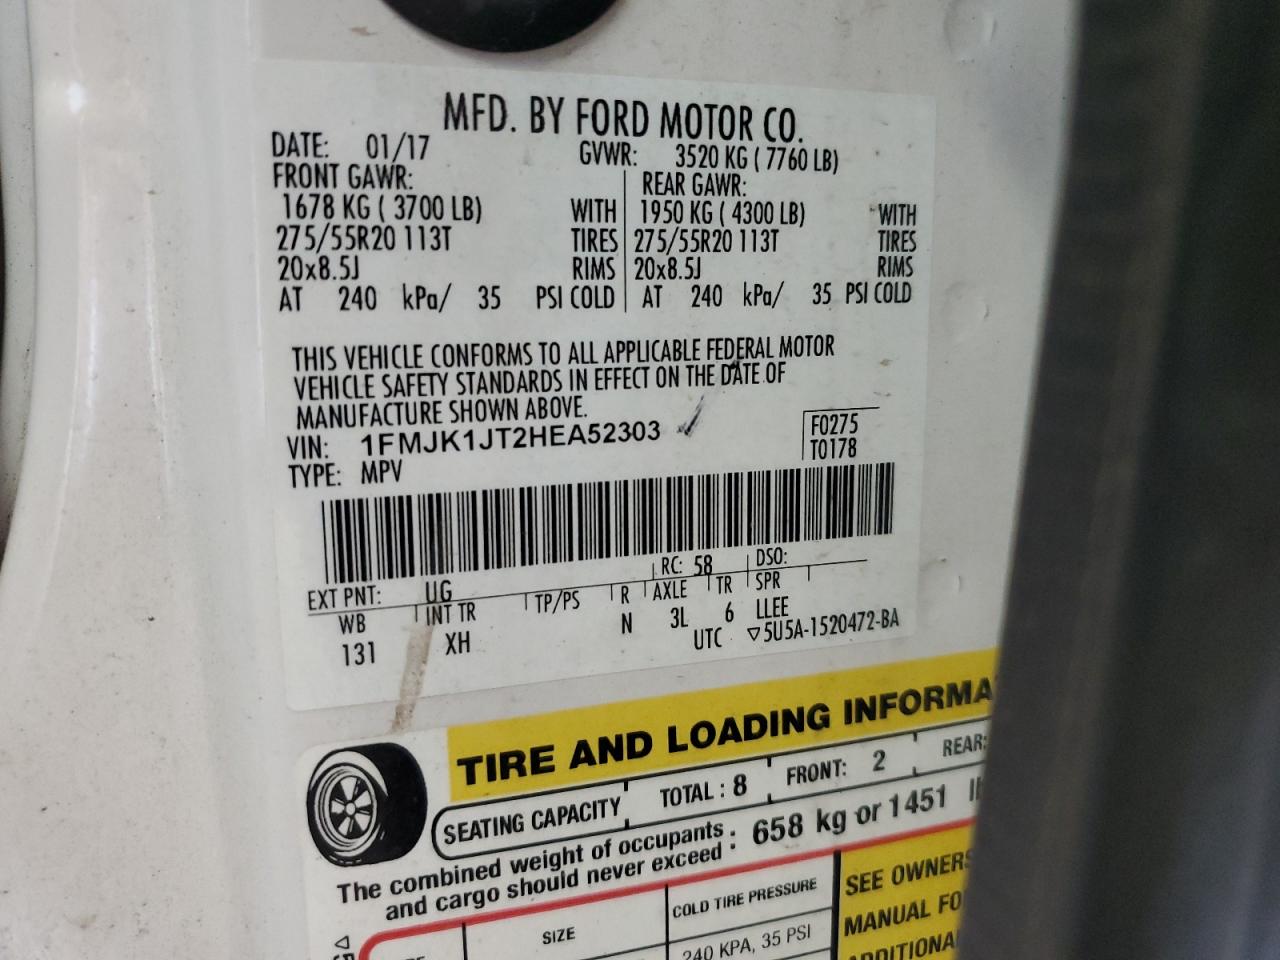 MFD. BY FORD MOTOR CO.
DATE: 01/17 GVWR: 3520 KG ( 7760 LB)
FRONT GAWR: REAR GAWR:
1678 KG ( 3700 LB) WITH 1950 KG ( 4300 LB) WITH
275/55R20 113T TIRES 275/55R20 113T TIRES
20x8.5J RIMS 20x8.5J RIMS
AT 240 kPa/ 35 PSI COLD AT 240 kPa/ 35 PSI COLD
THIS VEHICLE CONFORMS TO ALL APPLICABLE FEDERAL MOTOR
VEHICLE SAFETY STANDARDS IN EFFECT ON THE DATE OF
MANUFACTURE SHOWN ABOVE.
VIN: 1FMJK1JT2HEA52303
F0275
TYPE: MPV T0178
EXT PNT: UG RC: 58 DSO:
WB INT TR TP/PS R AXLE TR SPR
131 XH N 3L 6 LLEE
UTC ▽5U5A-1520472-BA
TIRE AND LOADING INFORMA
SEATING CAPACITY TOTAL : 8 FRONT: 2 REAR:
The combined weight of occupants : 658 kg or 1451
and cargo should never exceed :
SIZE COLD TIRE PRESSURE SEE OWNERS
240 KPA, 35 PSI MANUAL FO
ADDITIONA